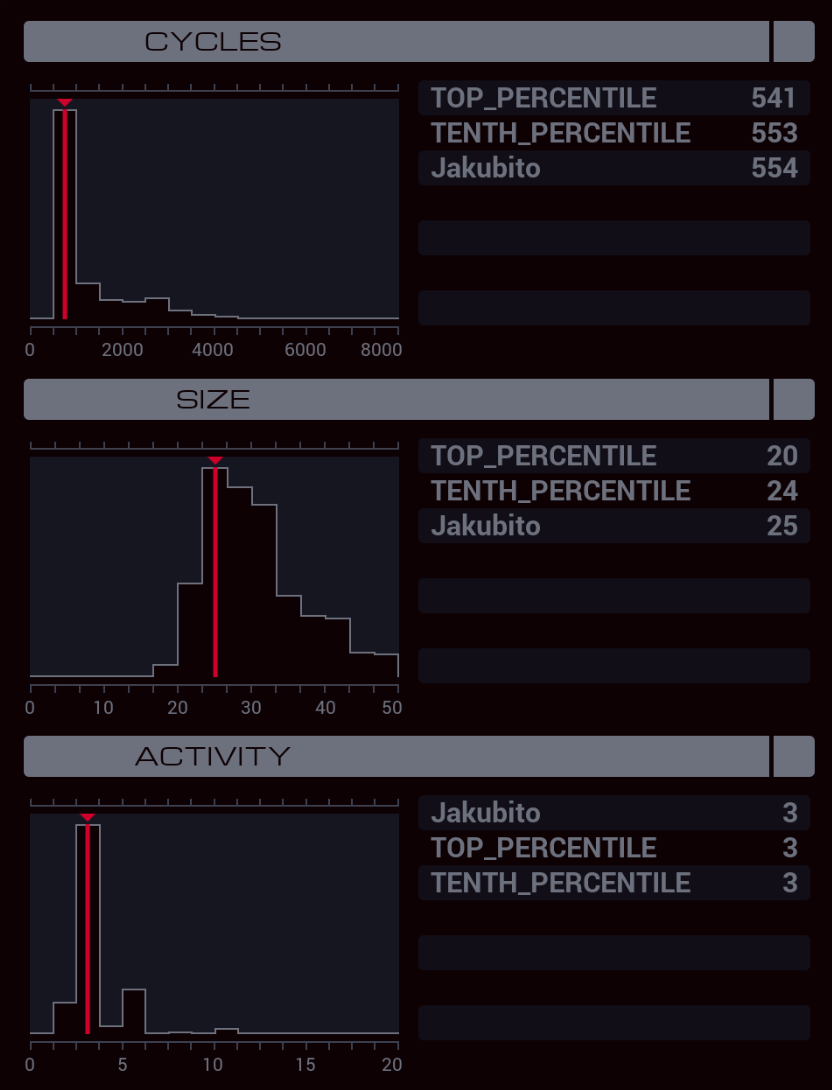 CYCLES
TOP_PERCENTILE 541
TENTH_PERCENTILE 553
Jakubito 554
0 2000 4000 6000 8000
SIZE
TOP_PERCENTILE 20
TENTH_PERCENTILE 24
Jakubito 25
0 10 20 30 40 50
ACTIVITY
Jakubito 3
TOP_PERCENTILE 3
TENTH_PERCENTILE 3
0 5 10 15 20